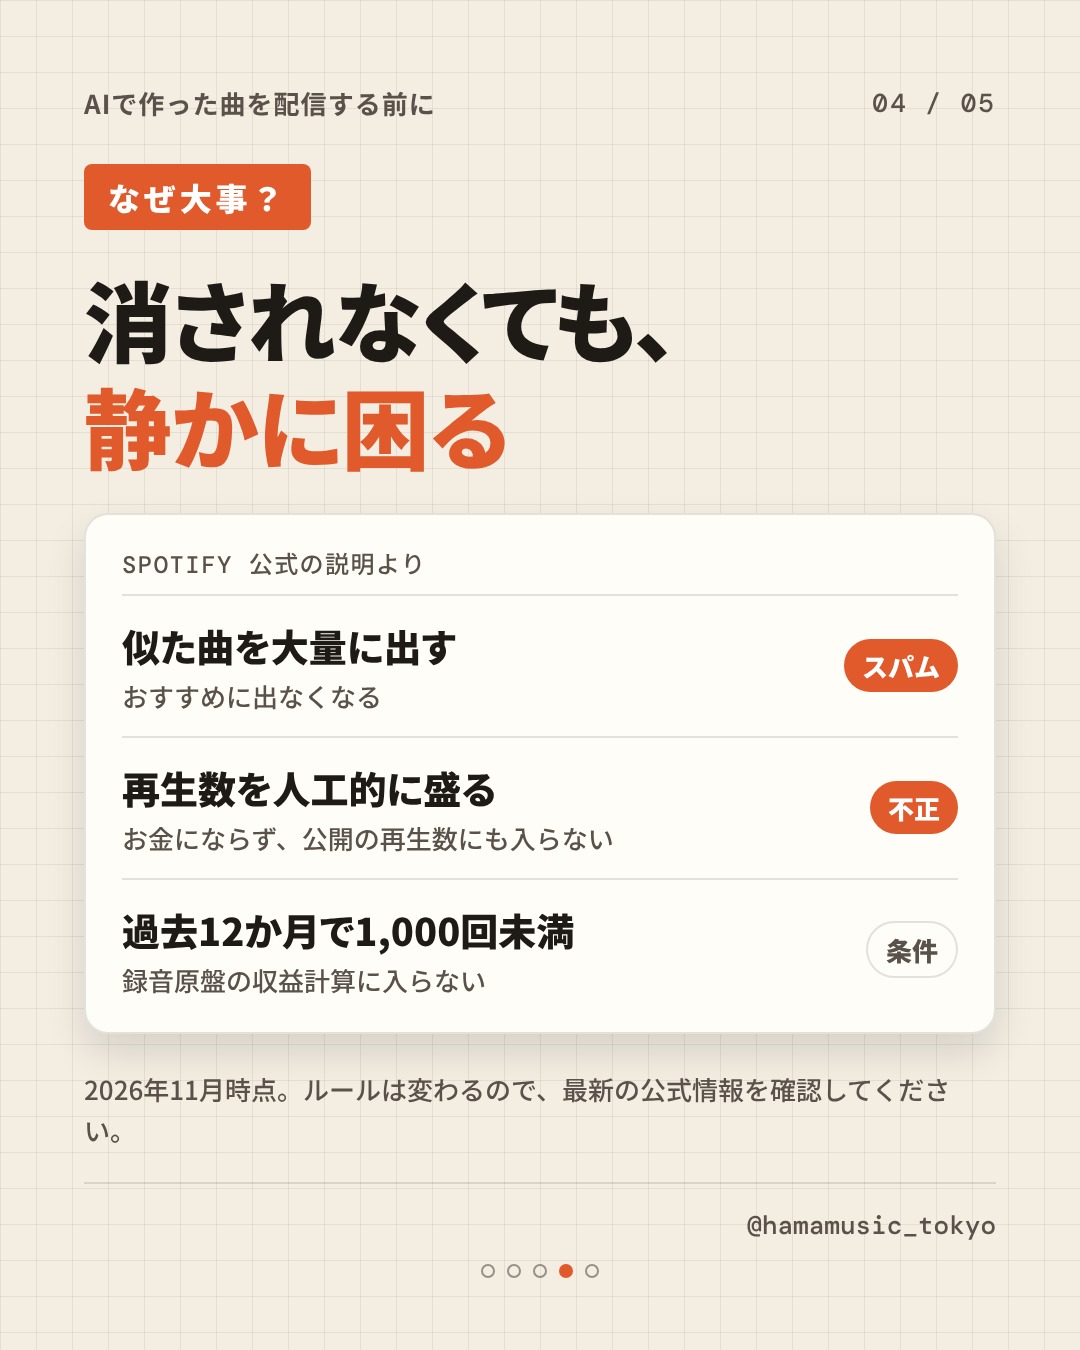 AIで作った曲を配信する前に
04 / 05
なぜ大事？
消されなくても、
静かに困る
SPOTIFY 公式の説明より
似た曲を大量に出す
おすすめに出なくなる
スパム
再生数を人工的に盛る
お金にならず、公開の再生数にも入らない
不正
過去12か月で1,000回未満
録音原盤の収益計算に入らない
条件
2026年11月時点。ルールは変わるので、最新の公式情報を確認してくださ
い。
@hamamusic_tokyo